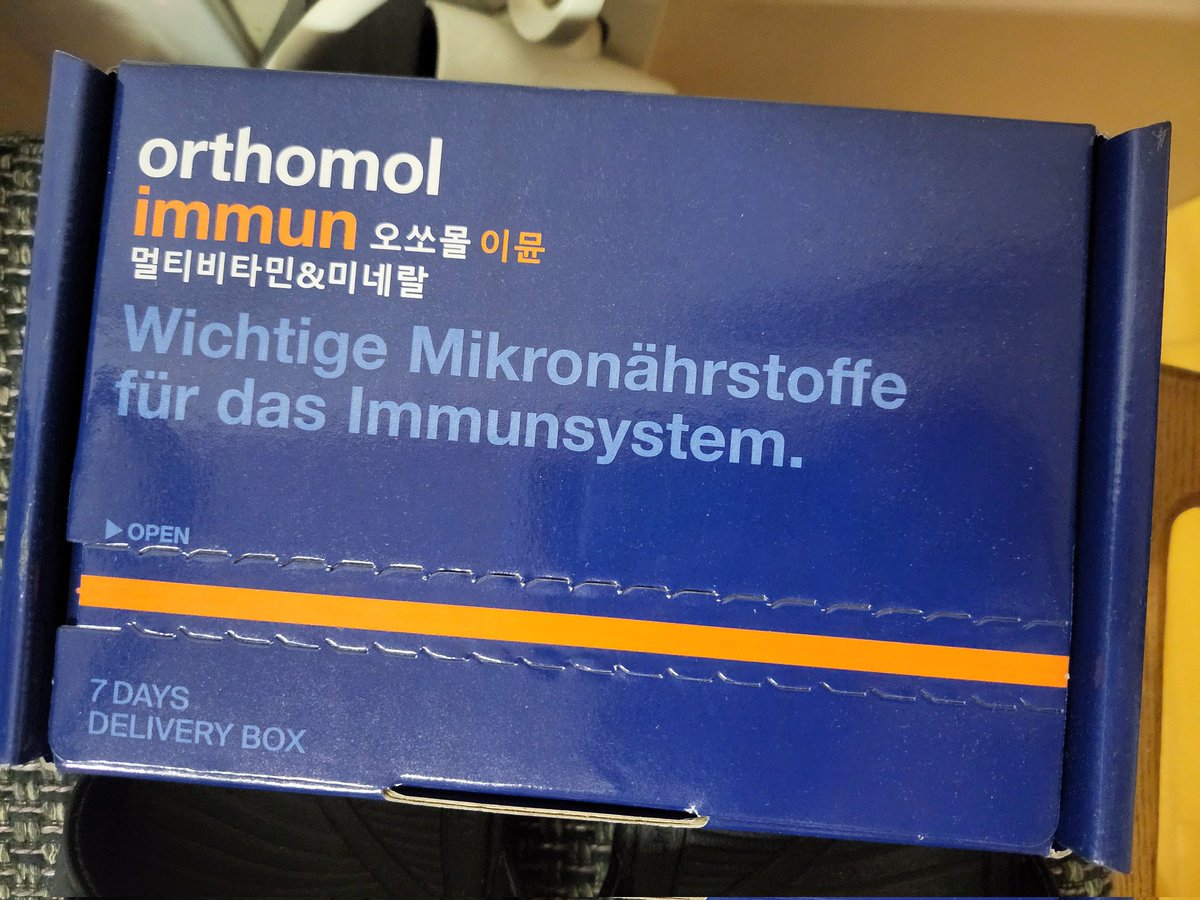 orthomol
immun 오쏘몰 이뮨
멀티비타민&미네랄
Wichtige Mikronährstoffe
für das Immunsystem.
▶ OPEN
7 DAYS
DELIVERY BOX